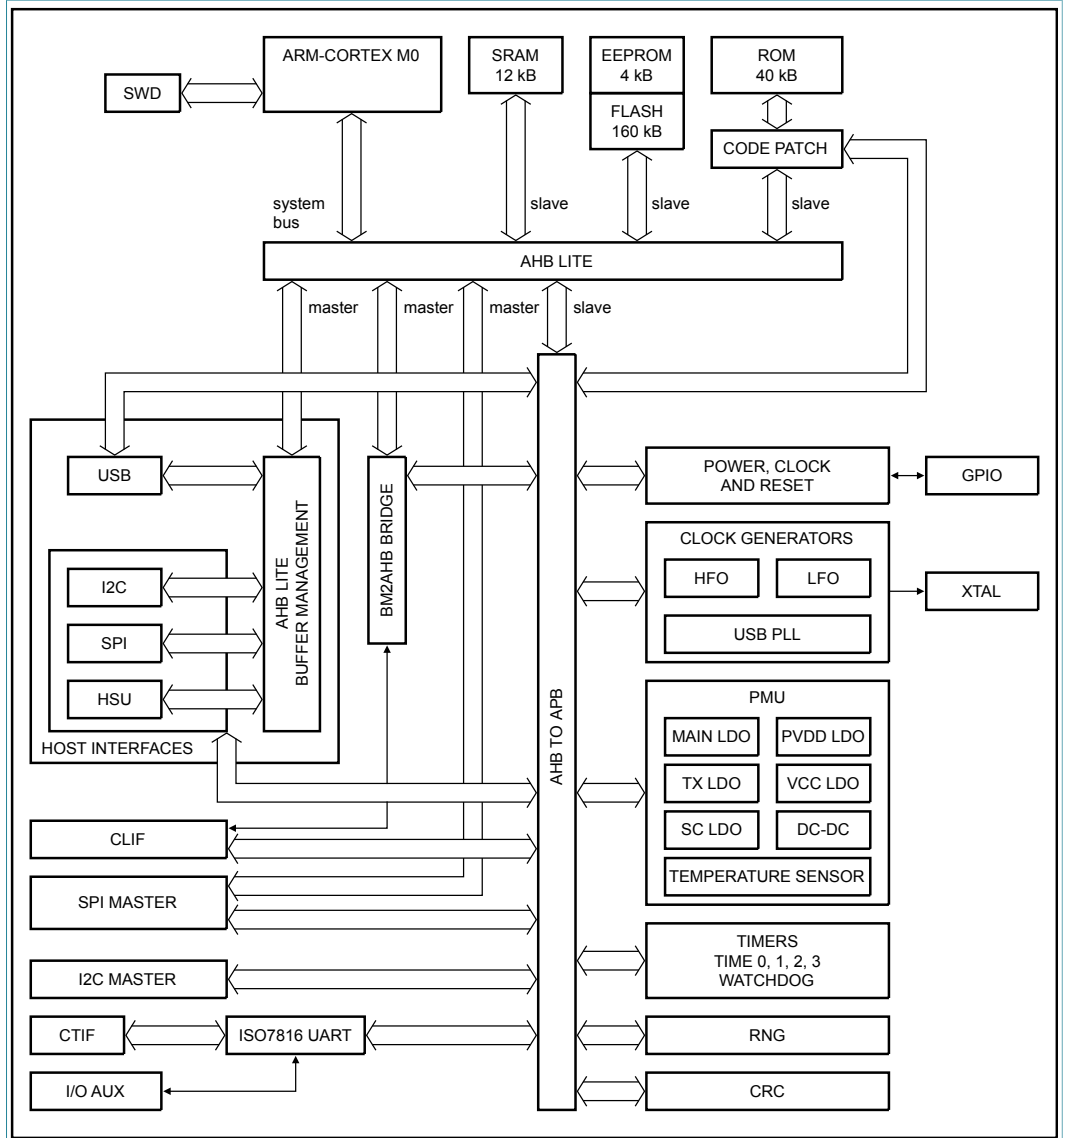 ARM-CORTEX M0
SWD
SRAM
12 kB
EEPROM
4 kB
FLASH
160 kB
ROM
40 kB
CODE PATCH
system
bus
slave
slave
slave
AHB LITE
master
master
master
slave
USB
I2C
SPI
HSU
HOST INTERFACES
AHB LITE
BUFFER MANAGEMENT
BM2AHB BRIDGE
AHB TO APB
POWER, CLOCK
AND RESET
GPIO
CLOCK GENERATORS
HFO
LFO
USB PLL
XTAL
PMU
MAIN LDO
PVDD LDO
TX LDO
VCC LDO
SC LDO
DC-DC
TEMPERATURE SENSOR
CLIF
SPI MASTER
I2C MASTER
CTIF
ISO7816 UART
I/O AUX
TIMERS
TIME 0, 1, 2, 3
WATCHDOG
RNG
CRC